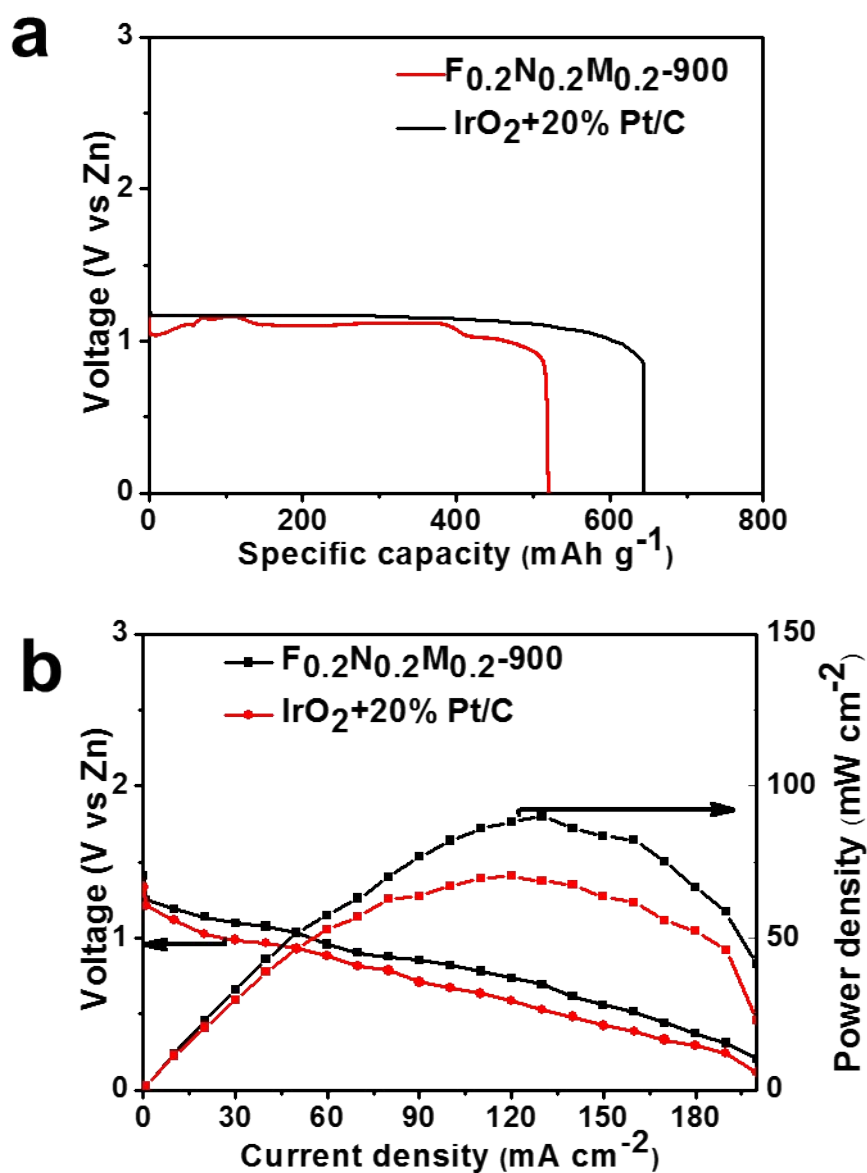 a
3
2
1
0
Voltage (V vs Zn)
F0.2N0.2M0.2-900
IrO2+20% Pt/C
0
200
400
600
800
Specific capacity (mAh g-1)
b
3
2
1
0
Voltage (V vs Zn)
F0.2N0.2M0.2-900
IrO2+20% Pt/C
150
100
50
0
Power density (mW cm-2)
0
30
60
90
120
150
180
Current density (mA cm-2)